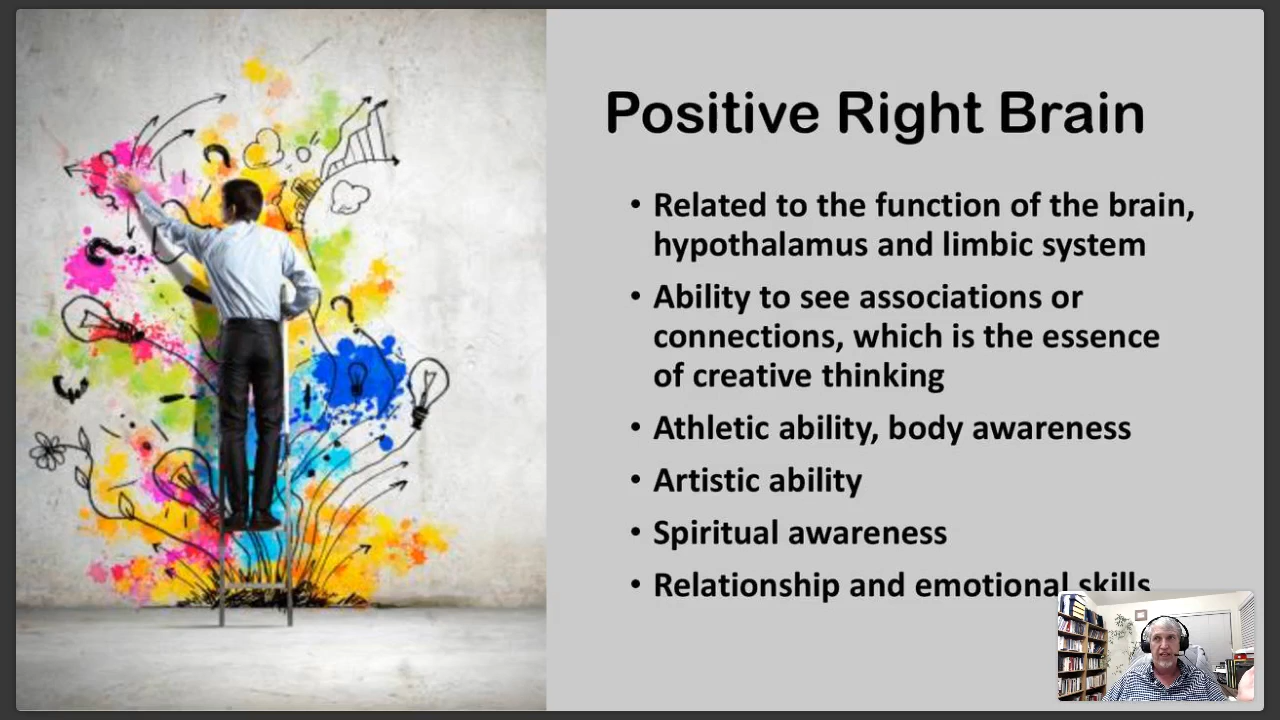 Positive Right Brain
• Related to the function of the brain,
hypothalamus and limbic system
• Ability to see associations or
connections, which is the essence
of creative thinking
• Athletic ability, body awareness
• Artistic ability
• Spiritual awareness
• Relationship and emotional skills